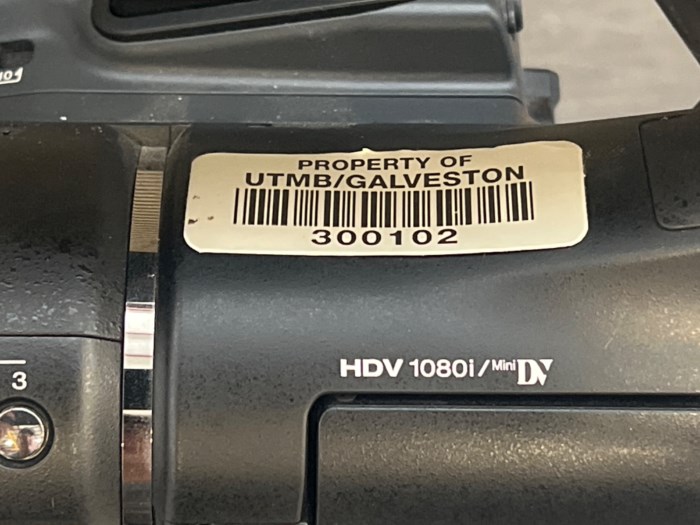 PROPERTY OF
UTMB/GALVESTON
300102
HDV 1080i/Mini DV
3